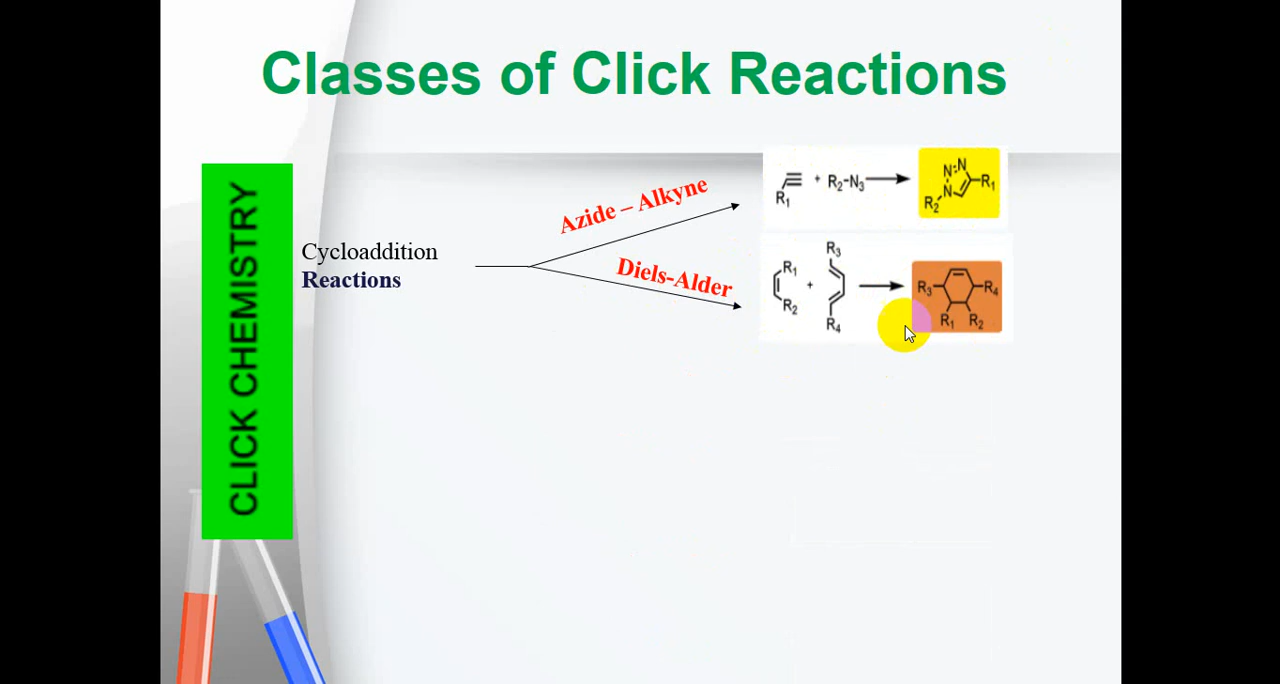 Classes of Click Reactions
CLICK CHEMISTRY
Cycloaddition
Reactions
Azide – Alkyne
Diels-Alder
R₁ + R₂-N₃
N=N
N
R₁
R₂
R₁
R₂
+
R₃
R₄
R₃
R₄
R₁ R₂